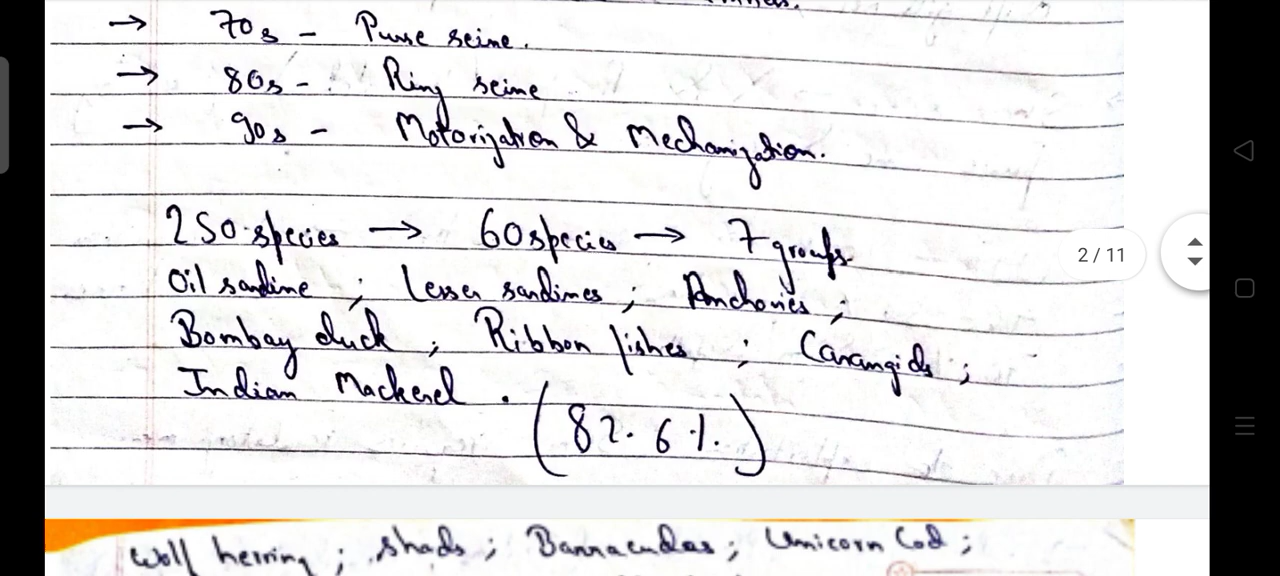 → 70s - Purse seine.
→ 80s - Ring seine
→ 90s - Motorization & Mechanization.
250 species → 60 species → 7 groups
Oil sardine ; Lesser sardines ; Anchovies ;
Bombay duck ; Ribbon fishes ; Carangids ;
Indian Mackerel . (82.6%)
2 / 11
Wolf herring ; Shads ; Barracudas ; Unicorn Cod ;